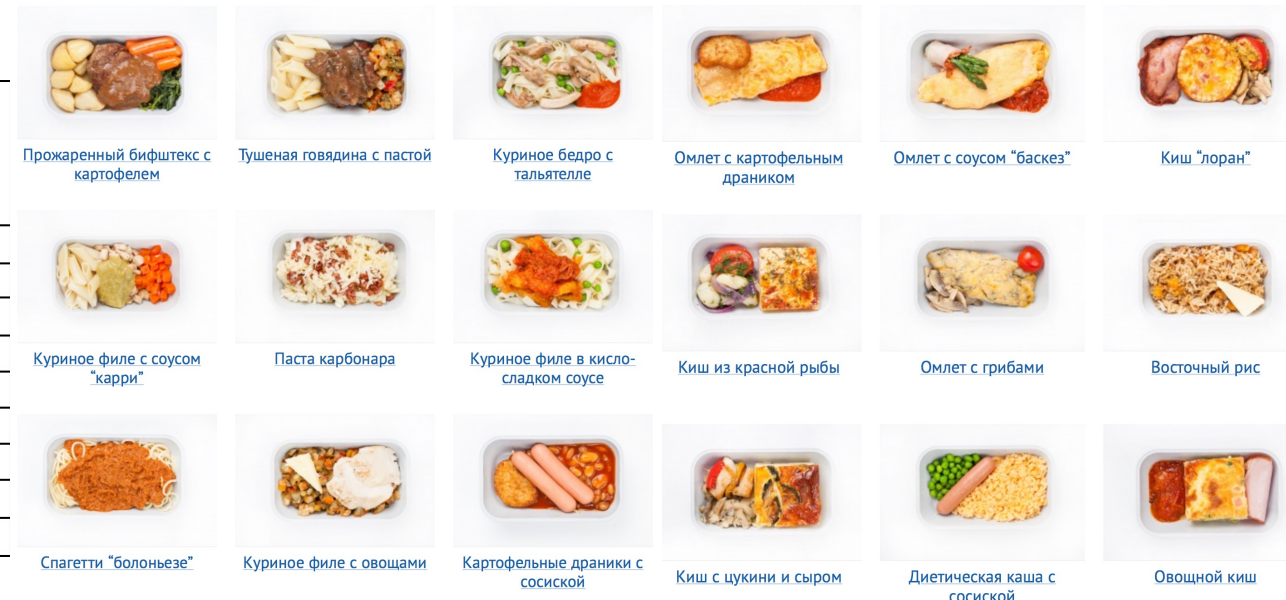 Прожаренный бифштекс с
картофелем
Тушеная говядина с пастой
Куриное бедро с
тальятелле
Омлет с картофельным
драником
Омлет с соусом “баскез”
Киш “лоран”
Куриное филе с соусом
“карри”
Паста карбонара
Куриное филе в кисло-
сладком соусе
Киш из красной рыбы
Омлет с грибами
Восточный рис
Спагетти “болоньезе”
Куриное филе с овощами
Картофельные драники с
сосиской
Киш с цукини и сыром
Диетическая каша с
сосиской
Овощной киш